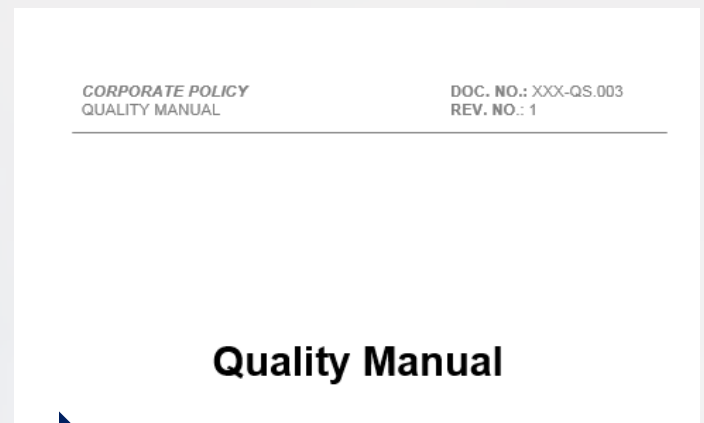 CORPORATE POLICY
QUALITY MANUAL
DOC. NO.: XXX-QS.003
REV. NO.: 1
Quality Manual